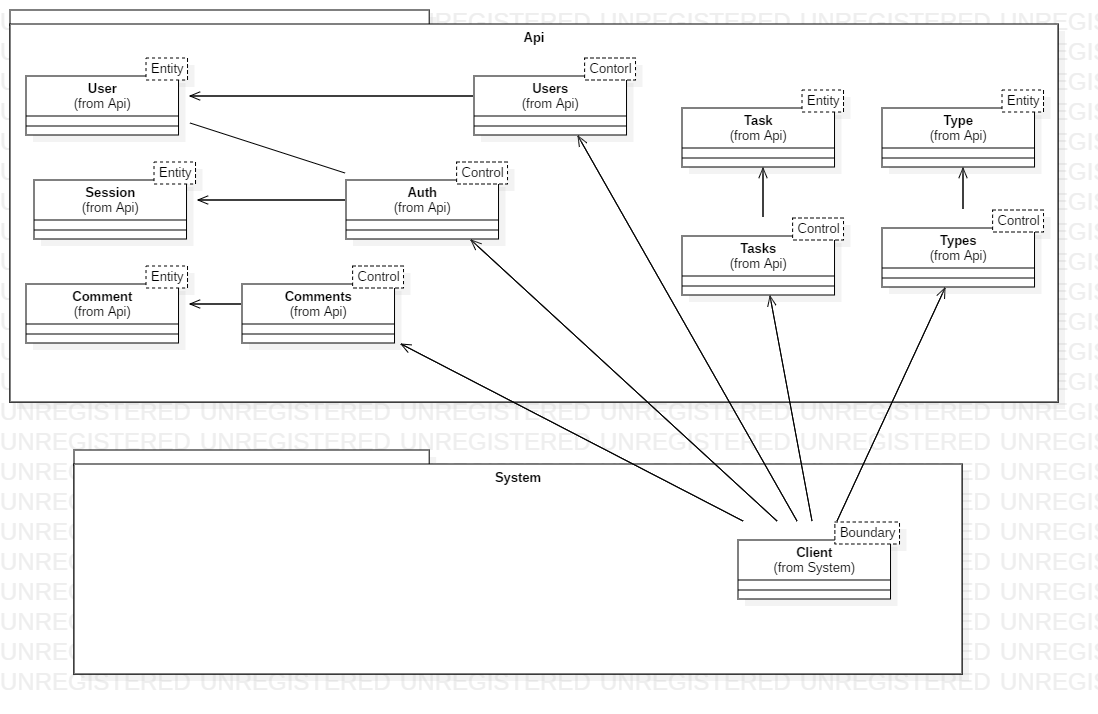 Api
Entity
User
(from Api)
Contorl
Users
(from Api)
Entity
Task
(from Api)
Entity
Type
(from Api)
Entity
Session
(from Api)
Control
Auth
(from Api)
Control
Tasks
(from Api)
Control
Types
(from Api)
Entity
Comment
(from Api)
Control
Comments
(from Api)
System
Boundary
Client
(from System)
UNREGISTERED UNREGISTERED UNREGISTERED UNREGISTERED UNREGISTERED UNREGIS